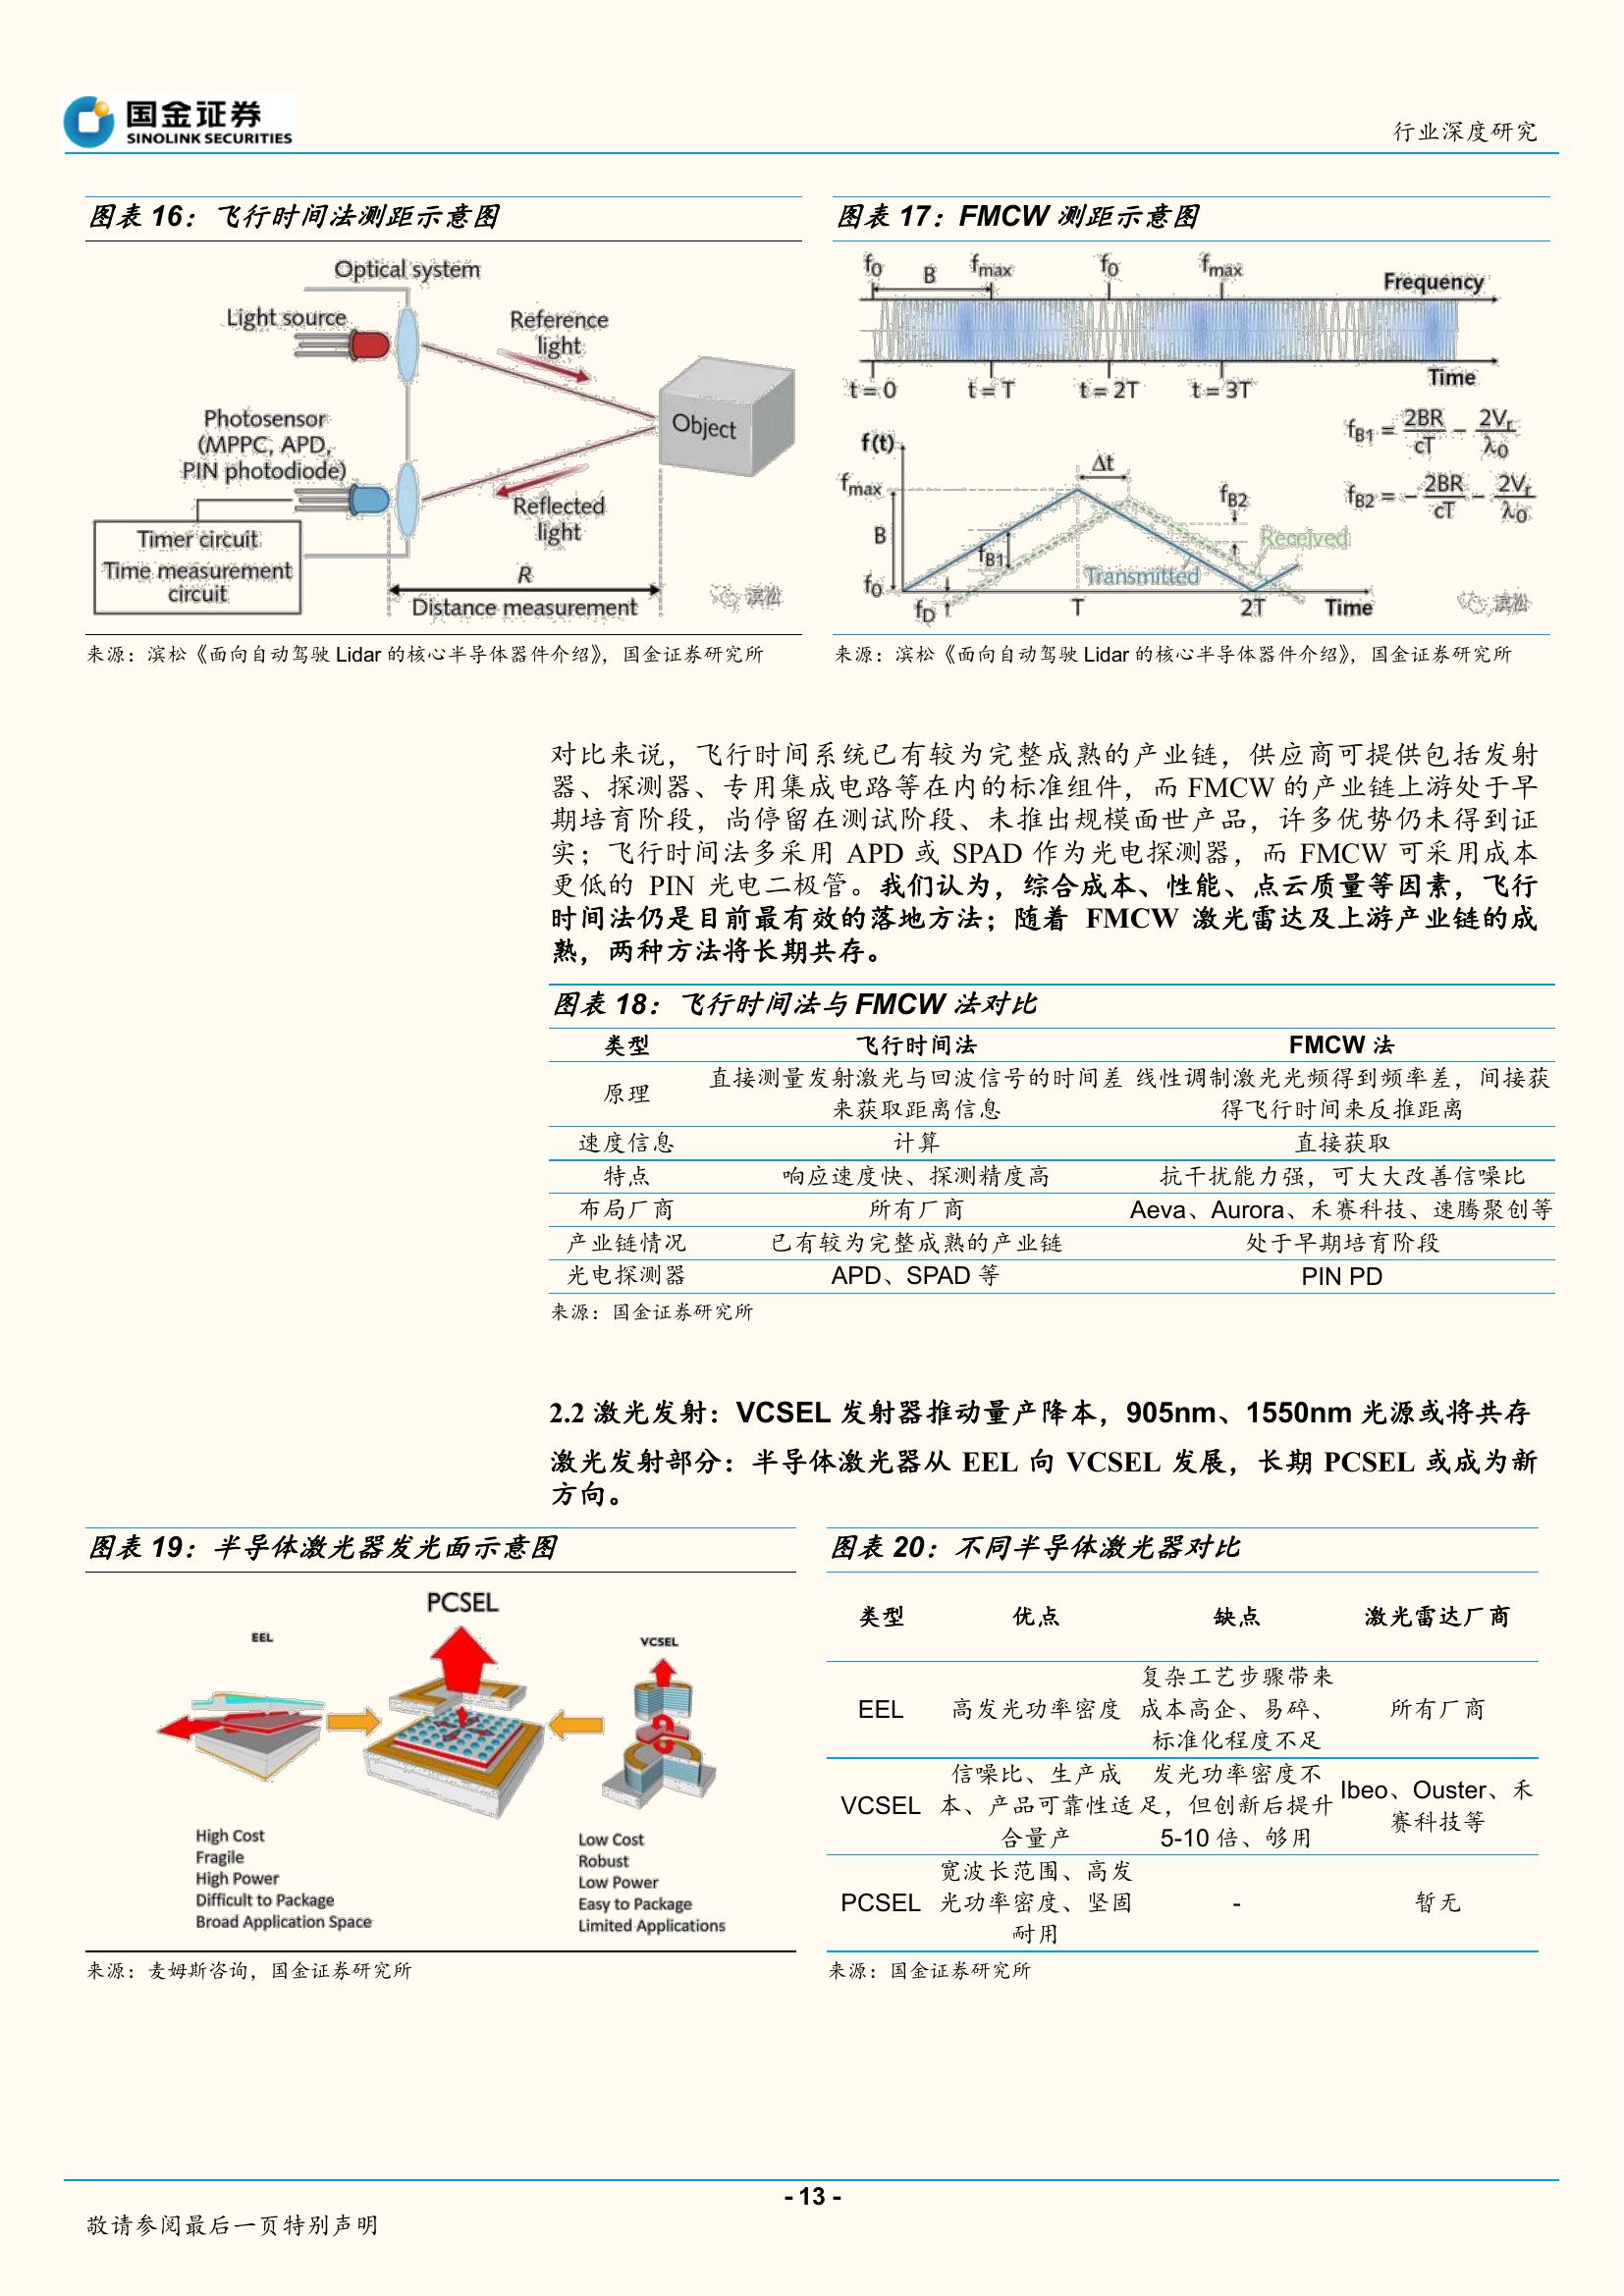 国金证券
SINOLINK SECURITIES
行业深度研究
图表 16：飞行时间法测距示意图
Optical system
Light source
Reference
light
Photosensor
(MPPC, APD,
PIN photodiode)
Object
Reflected
light
Timer circuit
Time measurement
circuit
R
Distance measurement
滨松
来源：滨松《面向自动驾驶 Lidar 的核心半导体器件介绍》，国金证券研究所
图表 17：FMCW 测距示意图
f0 B fmax f0 fmax
Frequency
Time
t = 0 t = T t = 2T t = 3T
fB1 = 2BR/cT − 2Vr/λ0
fB2 = − 2BR/cT − 2Vr/λ0
f(t)
Δt
fmax
fB2
B
Received
fB1
Transmitted
f0
fD T 2T Time
滨松
来源：滨松《面向自动驾驶 Lidar 的核心半导体器件介绍》，国金证券研究所
对比来说，飞行时间系统已有较为完整成熟的产业链，供应商可提供包括发射
器、探测器、专用集成电路等在内的标准组件，而 FMCW 的产业链上游处于早
期培育阶段，尚停留在测试阶段、未推出规模面世产品，许多优势仍未得到证
实；飞行时间法多采用 APD 或 SPAD 作为光电探测器，而 FMCW 可采用成本
更低的 PIN 光电二极管。我们认为，综合成本、性能、点云质量等因素，飞行
时间法仍是目前最有效的落地方法；随着 FMCW 激光雷达及上游产业链的成
熟，两种方法将长期共存。
图表 18：飞行时间法与 FMCW 法对比
类型 飞行时间法 FMCW 法
原理 直接测量发射激光与回波信号的时间差 线性调制激光光频得到频率差，间接获
来获取距离信息 得飞行时间来反推距离
速度信息 计算 直接获取
特点 响应速度快、探测精度高 抗干扰能力强，可大大改善信噪比
布局厂商 所有厂商 Aeva、Aurora、禾赛科技、速腾聚创等
产业链情况 已有较为完整成熟的产业链 处于早期培育阶段
光电探测器 APD、SPAD 等 PIN PD
来源：国金证券研究所
2.2 激光发射：VCSEL 发射器推动量产降本，905nm、1550nm 光源或将共存
激光发射部分：半导体激光器从 EEL 向 VCSEL 发展，长期 PCSEL 或成为新
方向。
图表 19：半导体激光器发光面示意图
PCSEL
EEL
VCSEL
High Cost
Fragile
High Power
Difficult to Package
Broad Application Space
Low Cost
Robust
Low Power
Easy to Package
Limited Applications
来源：麦姆斯咨询，国金证券研究所
图表 20：不同半导体激光器对比
类型 优点 缺点 激光雷达厂商
复杂工艺步骤带来
EEL 高发光功率密度 成本高企、易碎、 所有厂商
标准化程度不足
信噪比、生产成 发光功率密度不 Ibeo、Ouster、禾
VCSEL 本、产品可靠性适 足，但创新后提升 赛科技等
合量产 5-10 倍、够用
宽波长范围、高发
PCSEL 光功率密度、坚固 - 暂无
耐用
来源：国金证券研究所
- 13 -
敬请参阅最后一页特别声明